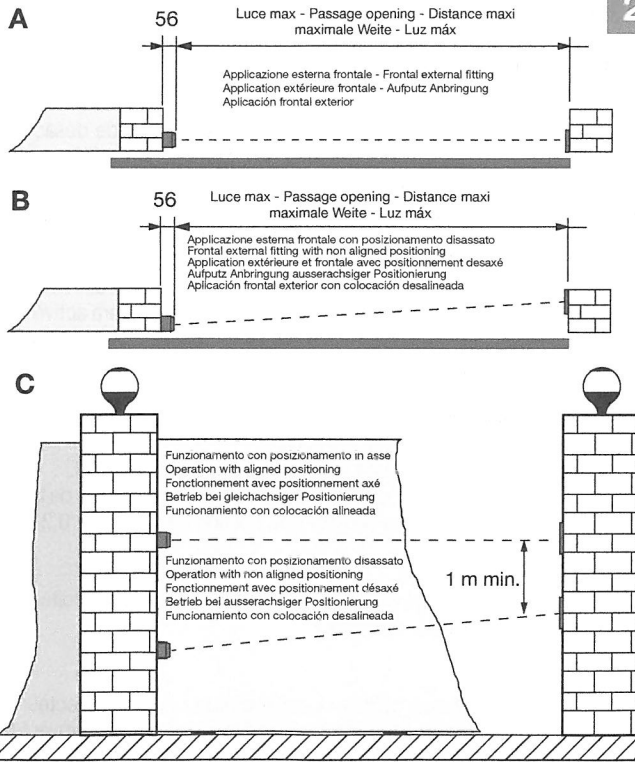 A
2
56
Luce max - Passage opening - Distance maxi
maximale Weite - Luz máx
Applicazione esterna frontale - Frontal external fitting
Application extérieure frontale - Aufputz Anbringung
Aplicación frontal exterior
B
56
Luce max - Passage opening - Distance maxi
maximale Weite - Luz máx
Applicazione esterna frontale con posizionamento disassato
Frontal external fitting with non aligned positioning
Application extérieure et frontale avec positionnement desaxé
Aufputz Anbringung ausserachsiger Positionierung
Aplicación frontal exterior con colocación desalineada
C
Funzionamento con posizionamento in asse
Operation with aligned positioning
Fonctionnement avec positionnement axé
Betrieb bei gleichachsiger Positionierung
Funcionamiento con colocación alineada
Funzionamento con posizionamento disassato
Operation with non aligned positioning
Fonctionnement avec positionnement désaxé
Betrieb bei ausserachsiger Positionierung
Funcionamiento con colocación desalineada
1 m min.